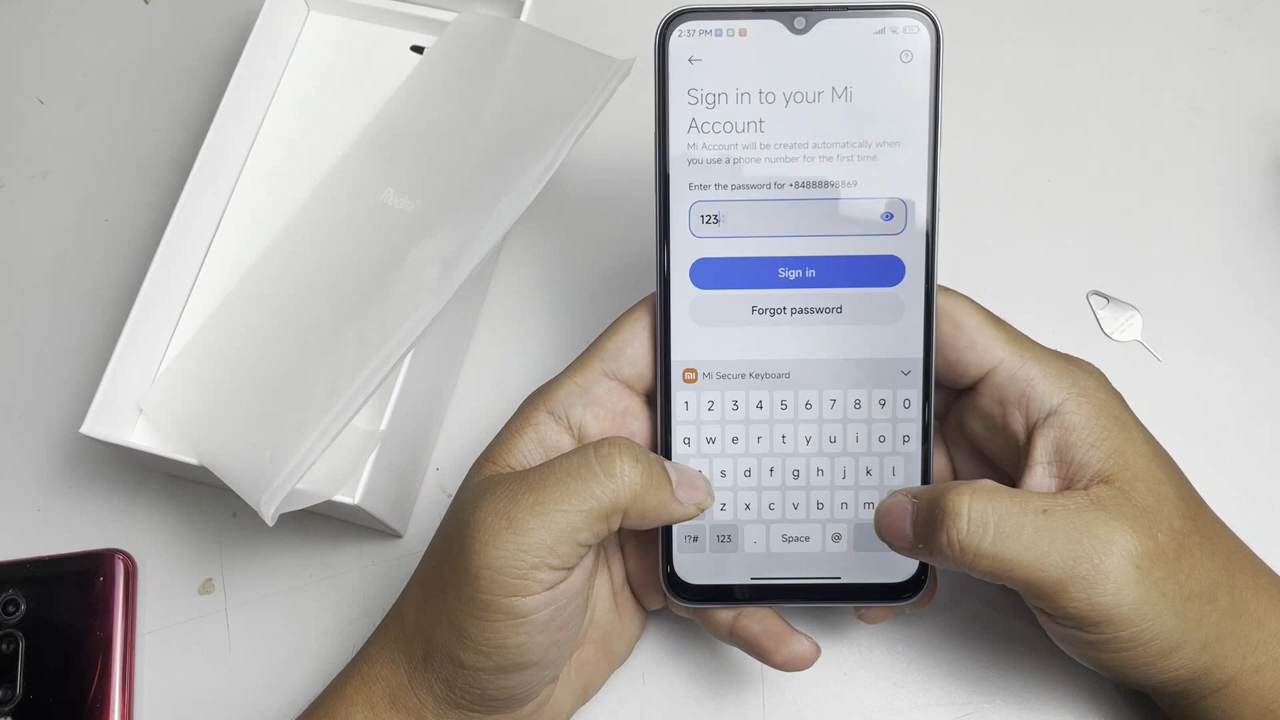 Redmi
2:37 PM
Sign in to your Mi
Account
Mi Account will be created automatically when
you use a phone number for the first time.
Enter the password for +84888898869
123
Sign in
Forgot password
mi Mi Secure Keyboard
1 2 3 4 5 6 7 8 9 0
q w e r t y u i o p
s d f g h j k l
z x c v b n m
!?# 123 . Space @